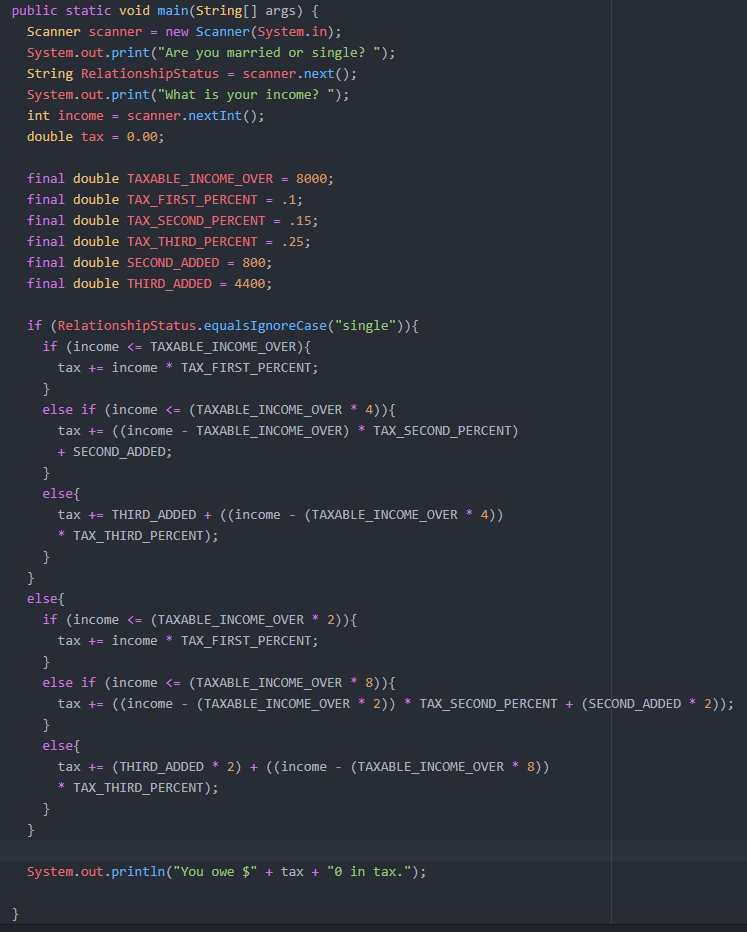 public static void main(String[] args) {
  Scanner scanner = new Scanner(System.in);
  System.out.print("Are you married or single? ");
  String RelationshipStatus = scanner.next();
  System.out.print("What is your income? ");
  int income = scanner.nextInt();
  double tax = 0.00;

  final double TAXABLE_INCOME_OVER = 8000;
  final double TAX_FIRST_PERCENT = .1;
  final double TAX_SECOND_PERCENT = .15;
  final double TAX_THIRD_PERCENT = .25;
  final double SECOND_ADDED = 800;
  final double THIRD_ADDED = 4400;

  if (RelationshipStatus.equalsIgnoreCase("single")){
    if (income <= TAXABLE_INCOME_OVER){
      tax += income * TAX_FIRST_PERCENT;
    }
    else if (income <= (TAXABLE_INCOME_OVER * 4)){
      tax += ((income - TAXABLE_INCOME_OVER) * TAX_SECOND_PERCENT)
      + SECOND_ADDED;
    }
    else{
      tax += THIRD_ADDED + ((income - (TAXABLE_INCOME_OVER * 4))
      * TAX_THIRD_PERCENT);
    }
  }
  else{
    if (income <= (TAXABLE_INCOME_OVER * 2)){
      tax += income * TAX_FIRST_PERCENT;
    }
    else if (income <= (TAXABLE_INCOME_OVER * 8)){
      tax += ((income - (TAXABLE_INCOME_OVER * 2)) * TAX_SECOND_PERCENT + (SECOND_ADDED * 2));
    }
    else{
      tax += (THIRD_ADDED * 2) + ((income - (TAXABLE_INCOME_OVER * 8))
      * TAX_THIRD_PERCENT);
    }
  }

  System.out.println("You owe $" + tax + "0 in tax.");

}